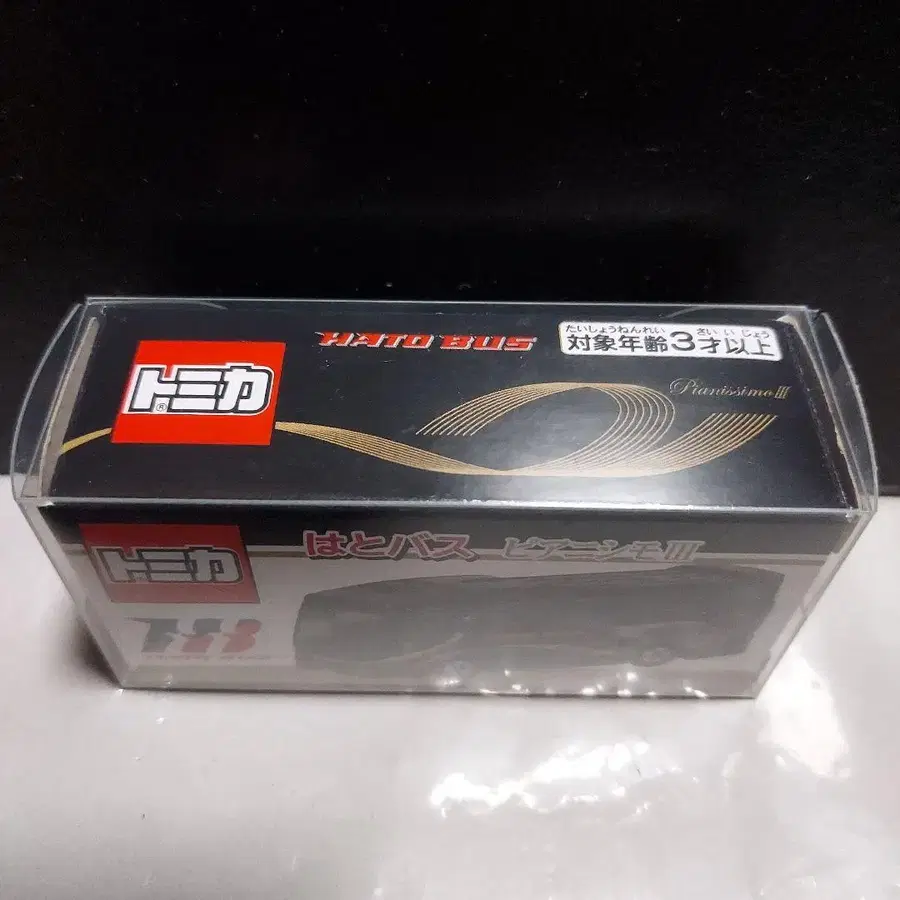 HATO BUS
たいしょうねんれい さいいじょう
対象年齢3才以上
トミカ®
Pianissimo III
トミカ®
はとバス ピアニシモIII
HB